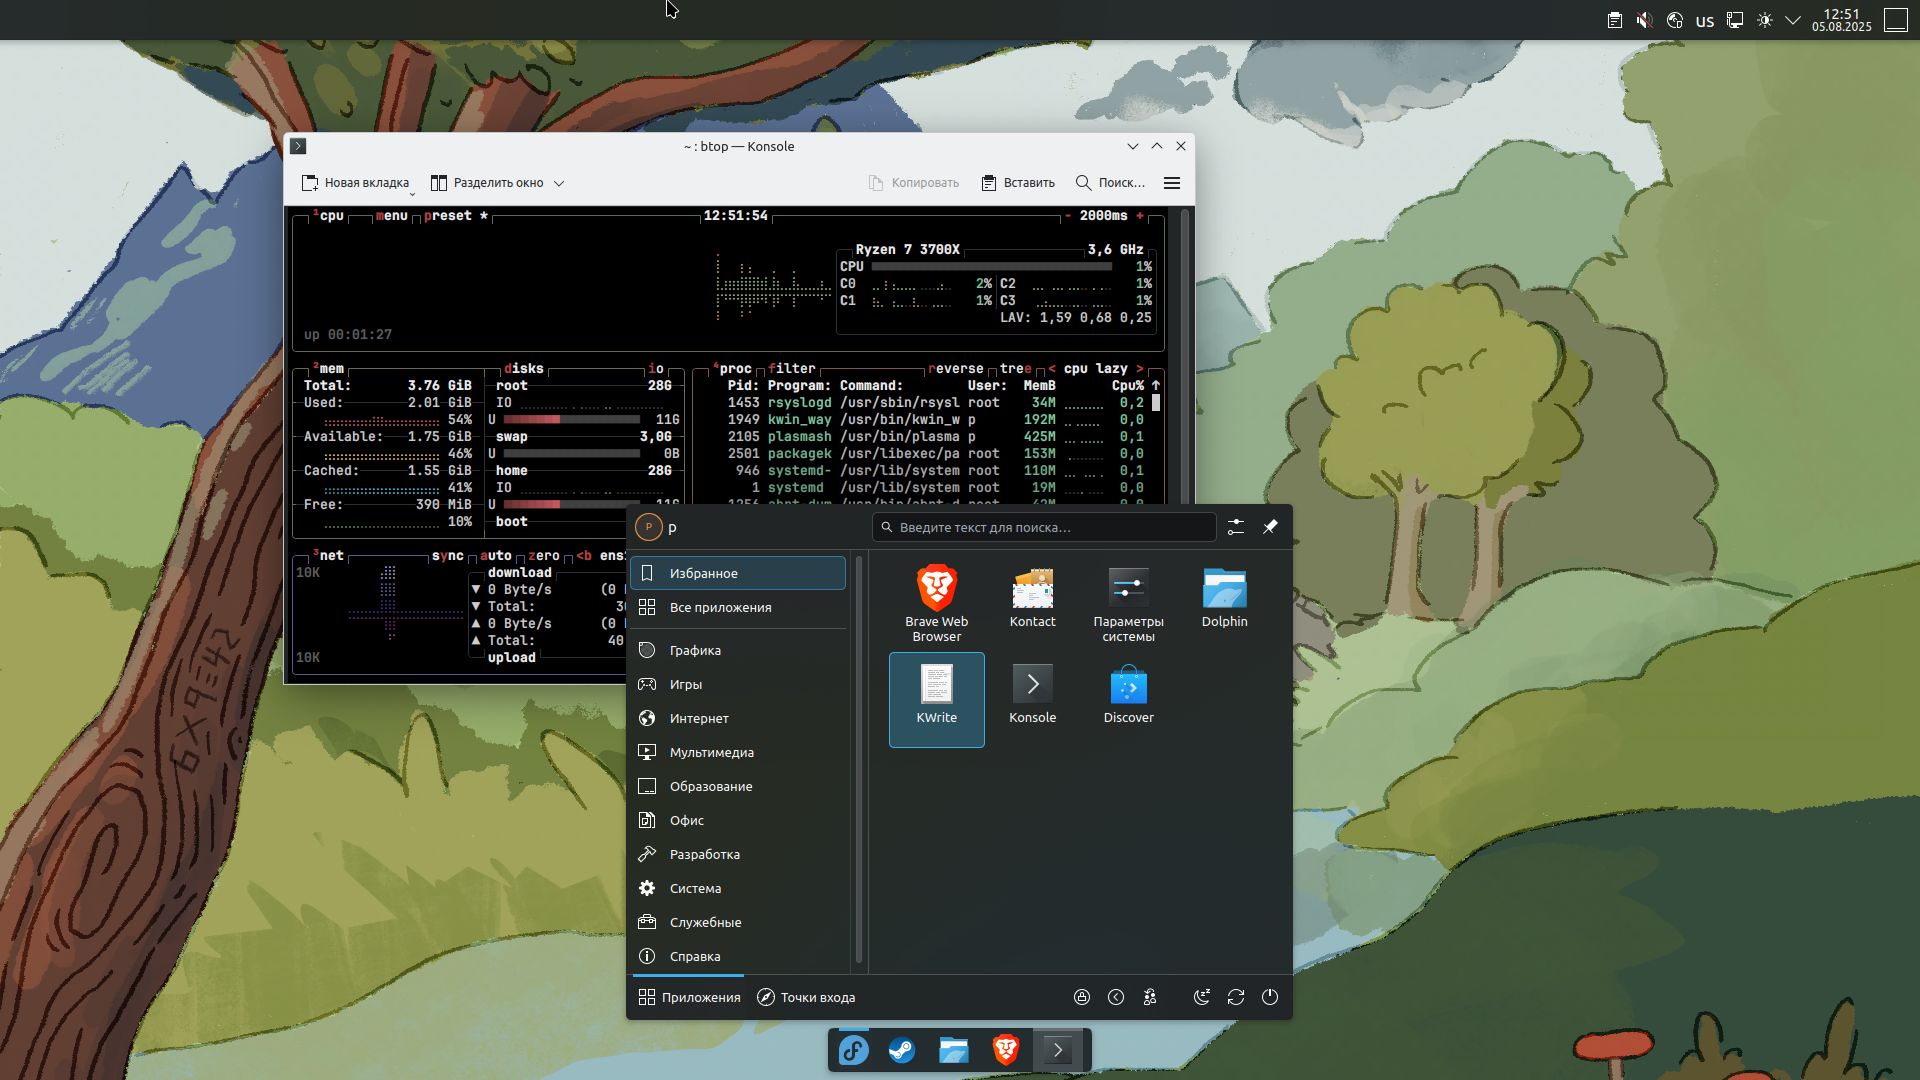 us
12:51
05.08.2025
~ : btop — Konsole
Новая вкладка
Разделить окно
Копировать
Вставить
Поиск...
1cpu menu preset * 12:51:54 - 2000ms +
Ryzen 7 3700X 3,6 GHz
CPU 1%
C0 2% C2 1%
C1 1% C3 1%
LAV: 1,59 0,68 0,25
up 00:01:27
2mem
Total: 3.76 GiB
Used: 2.01 GiB
54%
Available: 1.75 GiB
46%
Cached: 1.55 GiB
41%
Free: 390 MiB
10%
disks io
root 28G
IO
U 11G
swap 3,0G
U 0B
home 28G
IO
U 11G
boot
4proc filter reverse tree < cpu lazy >
Pid: Program: Command: User: MemB Cpu% ↑
1453 rsyslogd /usr/sbin/rsysl root 34M 0,2
1949 kwin_way /usr/bin/kwin_w p 192M 0,0
2105 plasmash /usr/bin/plasma p 425M 0,1
2501 packagek /usr/libexec/pa root 153M 0,0
946 systemd- /usr/lib/system root 110M 0,1
1 systemd /usr/lib/system root 19M 0,0
3net sync auto zero <b
10K
download
▼ 0 Byte/s (0
▼ Total:
▲ 0 Byte/s (0
▲ Total: 40
upload
10K
P
p
Введите текст для поиска...
Избранное
Все приложения
Графика
Игры
Интернет
Мультимедиа
Образование
Офис
Разработка
Система
Служебные
Справка
Brave Web
Browser
Kontact
Параметры
системы
Dolphin
KWrite
Konsole
Discover
Приложения
Точки входа
6×9=42